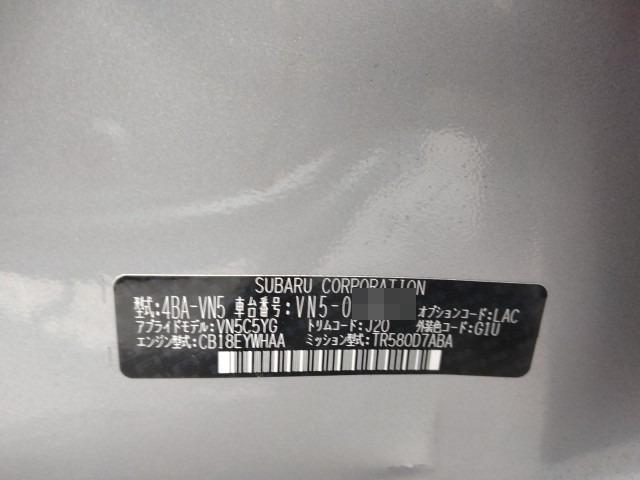 SUBARU CORPORATION
型式:4BA-VN5 車台番号:VN5-0 オプションコード:LAC
アプライドモデル:VN5C5YG トリムコード:J20 外装色コード:G1U
エンジン型式:CB18EYWHAA ミッション型式:TR580D7ABA